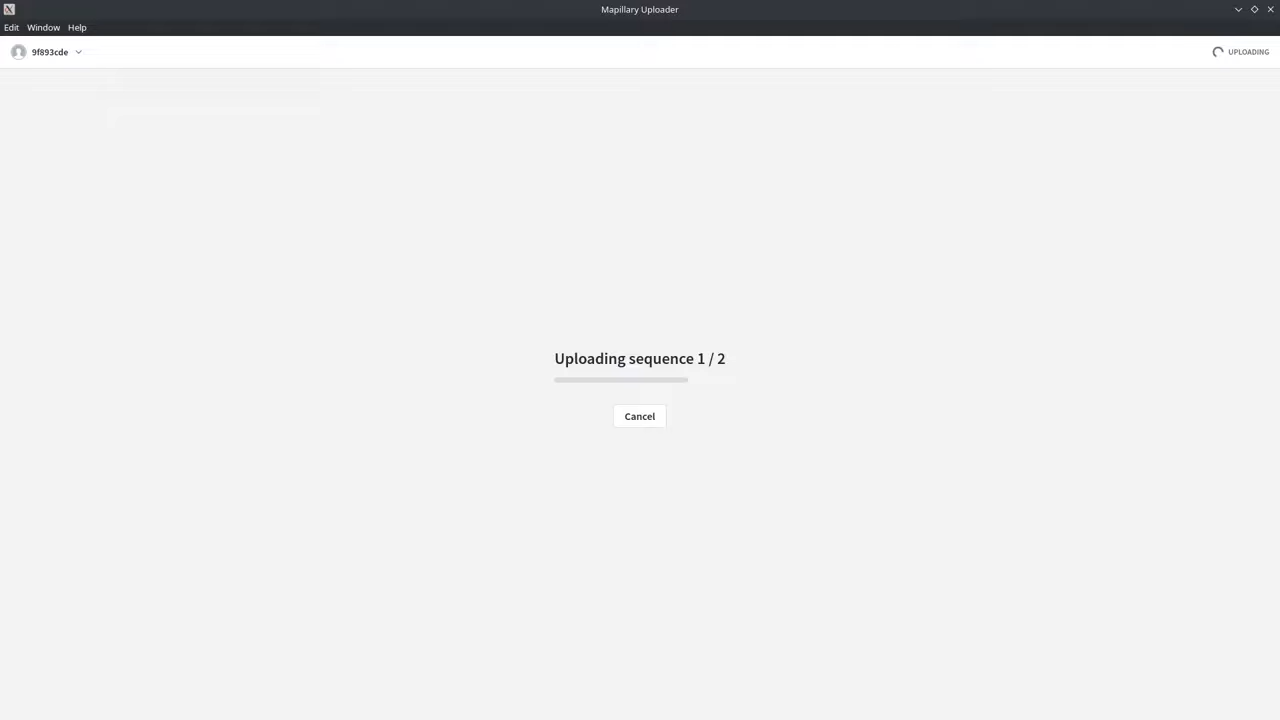 Mapillary Uploader
Edit Window Help
9f893cde
UPLOADING
Uploading sequence 1 / 2
Cancel